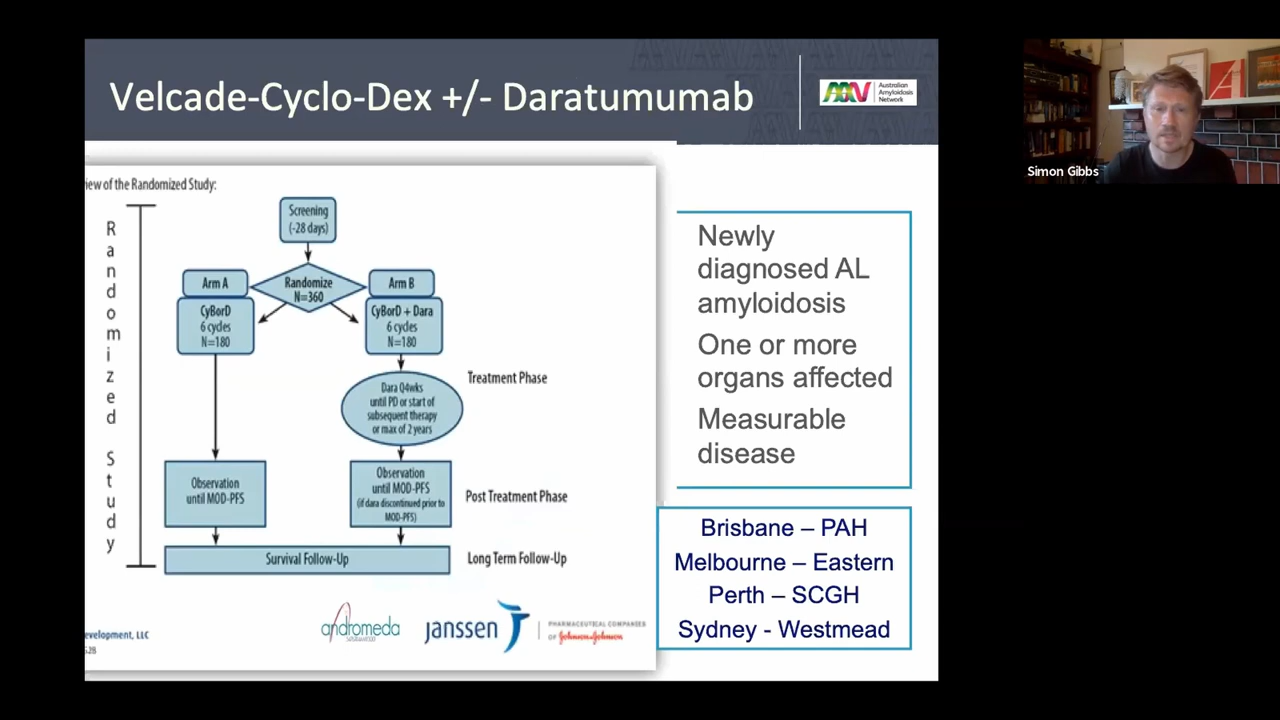 Velcade-Cyclo-Dex +/- Daratumumab
AAN
Australian
Amyloidosis
Network
Simon Gibbs
iew of the Randomized Study:
Randomized Study
Screening
(-28 days)
Randomize
N=360
Arm A
CyBorD
6 cycles
N=180
Arm B
CyBorD + Dara
6 cycles
N=180
Treatment Phase
Dara Q4wks
until PD or start of
subsequent therapy
or max of 2 years
Observation
until MOD-PFS
Observation
until MOD-PFS
(if dara discontinued prior to
MOD-PFS)
Post Treatment Phase
Survival Follow-Up
Long Term Follow-Up
andromeda
janssen
PHARMACEUTICAL COMPANIES
OF Johnson & Johnson
evelopment, LLC
Newly
diagnosed AL
amyloidosis
One or more
organs affected
Measurable
disease
Brisbane – PAH
Melbourne – Eastern
Perth – SCGH
Sydney - Westmead